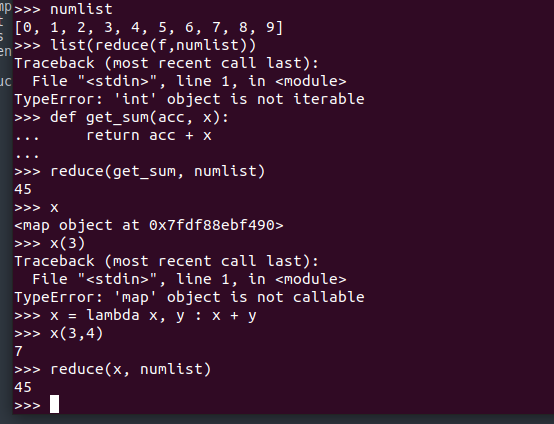 mp
>>> numlist
t
[0, 1, 2, 3, 4, 5, 6, 7, 8, 9]
s
>>> list(reduce(f,numlist))
en
Traceback (most recent call last):
uc
  File "<stdin>", line 1, in <module>
TypeError: 'int' object is not iterable
>>> def get_sum(acc, x):
...     return acc + x
...
>>> reduce(get_sum, numlist)
45
>>> x
<map object at 0x7fdf88ebf490>
>>> x(3)
Traceback (most recent call last):
  File "<stdin>", line 1, in <module>
TypeError: 'map' object is not callable
>>> x = lambda x, y : x + y
>>> x(3,4)
7
>>> reduce(x, numlist)
45
>>>